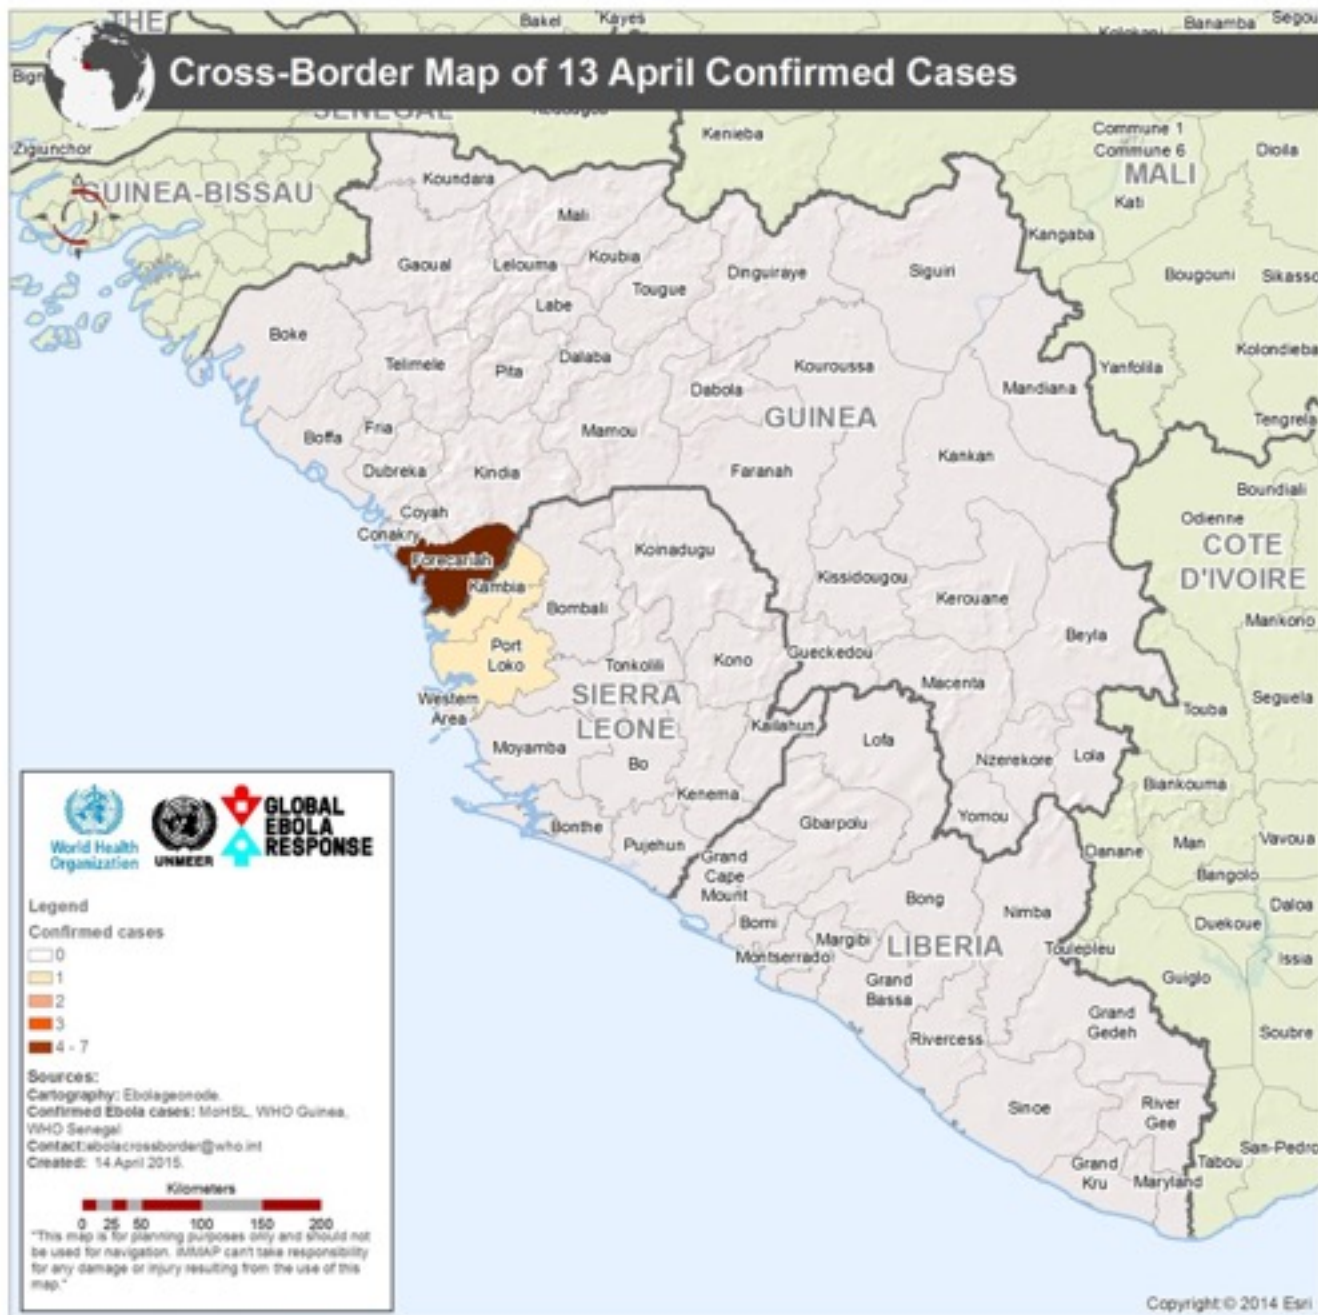 THE
Bakel
Kayes
Kolokani
Banamba
Segou
Cross-Border Map of 13 April Confirmed Cases
SENEGAL
Kenieba
Commune 1
Commune 6
Dioila
Ziguinchor
GUINEA-BISSAU
MALI
Koundara
Kati
Mali
Kangaba
Gaoual
Lelouma
Koubia
Dinguiraye
Siguiri
Bougouni
Sikasso
Tougue
Labe
Boke
Kolondieba
Dalaba
Telimele
Pita
Kouroussa
Yanfolila
Dabola
Mandiana
GUINEA
Tengrela
Fria
Mamou
Boffa
Kankan
Dubreka
Kindia
Faranah
Boundiali
Coyah
Odienne
Conakry
COTE
D'IVOIRE
Koinadugu
Forecariah
Kambia
Kissidougou
Kerouane
Bombali
Mankono
Beyla
Port
Loko
Gueckedou
Tonkolili
Kono
Macenta
SIERRA
LEONE
Western
Area
Touba
Seguela
Kailahun
Lofa
Moyamba
Nzerekore
Lola
Bo
Biankouma
Kenema
Yomou
Gbarpolu
Bonthe
Pujehun
Danane
Man
Vavoua
Grand
Cape
Mount
Bangolo
Bong
Nimba
Daloa
Bomi
Duekoue
Margibi
LIBERIA
Toulepleu
Montserrado
Issia
Guiglo
Grand
Bassa
Grand
Gedeh
Rivercess
Soubre
Sinoe
River
Gee
San-Pedro
Tabou
Grand
Kru
Maryland
World Health
Organization
UNMEER
GLOBAL
EBOLA
RESPONSE
Legend
Confirmed cases
0
1
2
3
4 - 7
Sources:
Cartography: Ebolageonode.
Confirmed Ebola cases: MoHSL, WHO Guinea,
WHO Senegal
Contact:ebolacrossborder@who.int
Created: 14 April 2015.
Kilometers
0 25 50 100 150 200
"This map is for planning purposes only and should not
be used for navigation. iMMAP can't take responsibility
for any damage or injury resulting from the use of this
map."
Copyright:© 2014 Esri